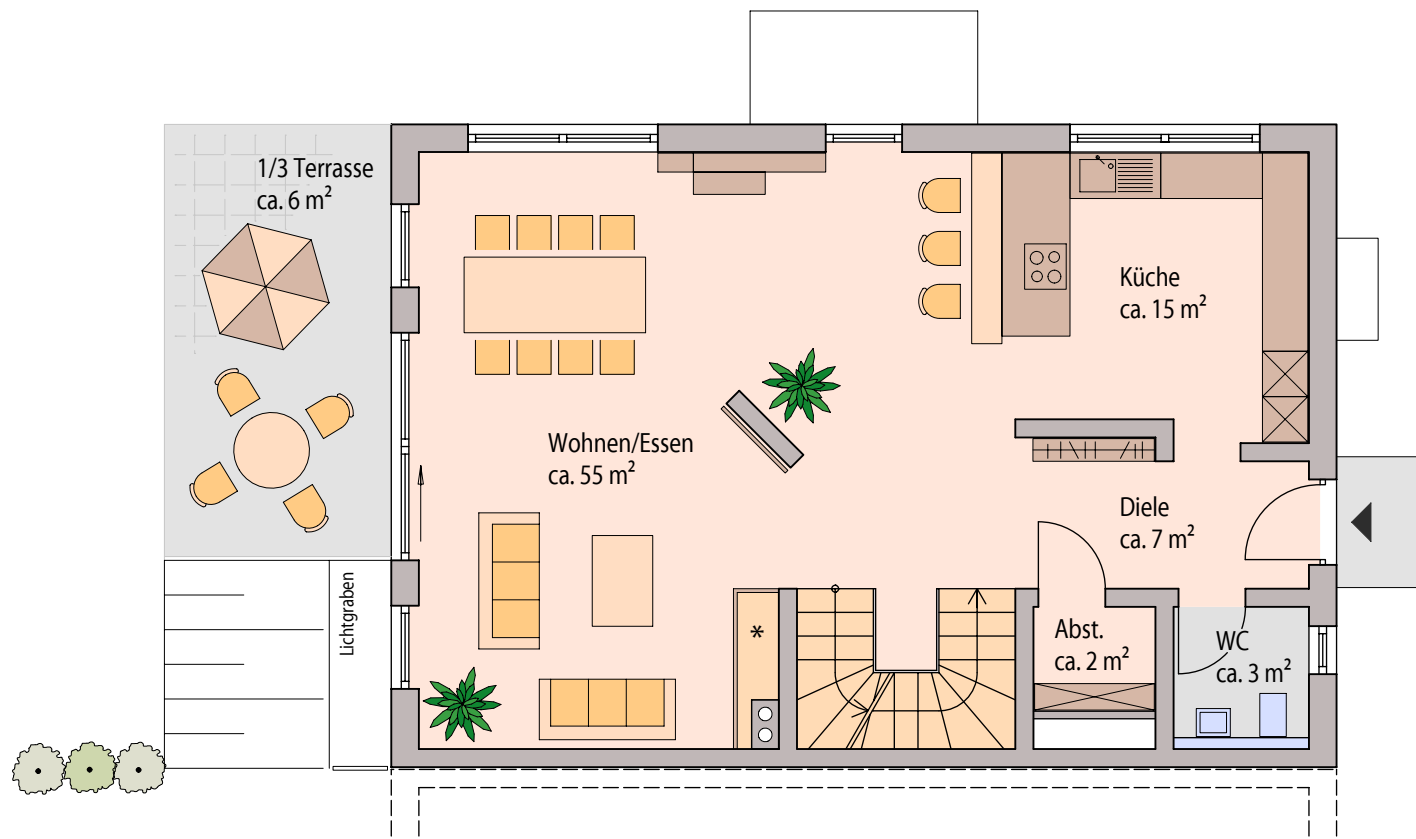 1/3 Terrasse
ca. 6 m²
Küche
ca. 15 m²
Wohnen/Essen
ca. 55 m²
Diele
ca. 7 m²
Lichtgraben
*
Abst.
ca. 2 m²
WC
ca. 3 m²